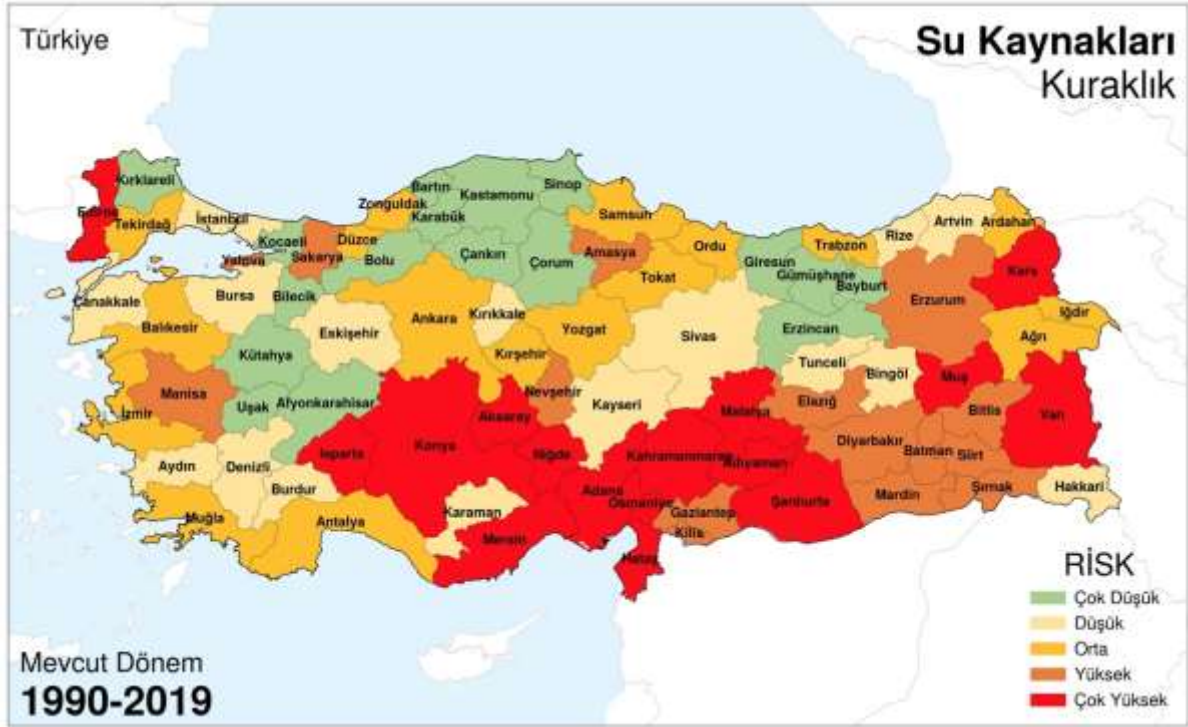 Türkiye
Su Kaynakları
Kuraklık
Kırklareli
Edirne
Tekirdağ
İstanbul
Kocaeli
Yalova
Sakarya
Düzce
Zonguldak
Bartın
Karabük
Kastamonu
Sinop
Bolu
Çankırı
Çorum
Samsun
Amasya
Ordu
Tokat
Giresun
Gümüşhane
Bayburt
Trabzon
Rize
Artvin
Ardahan
Kars
Erzurum
Iğdır
Ağrı
Çanakkale
Balıkesir
Bursa
Bilecik
Eskişehir
Kütahya
Ankara
Kırıkkale
Kırşehir
Yozgat
Sivas
Erzincan
Tunceli
Bingöl
Muş
Manisa
İzmir
Uşak
Afyonkarahisar
Konya
Aksaray
Nevşehir
Niğde
Kayseri
Malatya
Elazığ
Diyarbakır
Batman
Siirt
Bitlis
Van
Aydın
Denizli
Burdur
Isparta
Muğla
Antalya
Karaman
Mersin
Adana
Osmaniye
Kahramanmaraş
Adıyaman
Gaziantep
Kilis
Şanlıurfa
Mardin
Şırnak
Hakkari
Hatay
RİSK
Çok Düşük
Düşük
Orta
Yüksek
Çok Yüksek
Mevcut Dönem
1990-2019